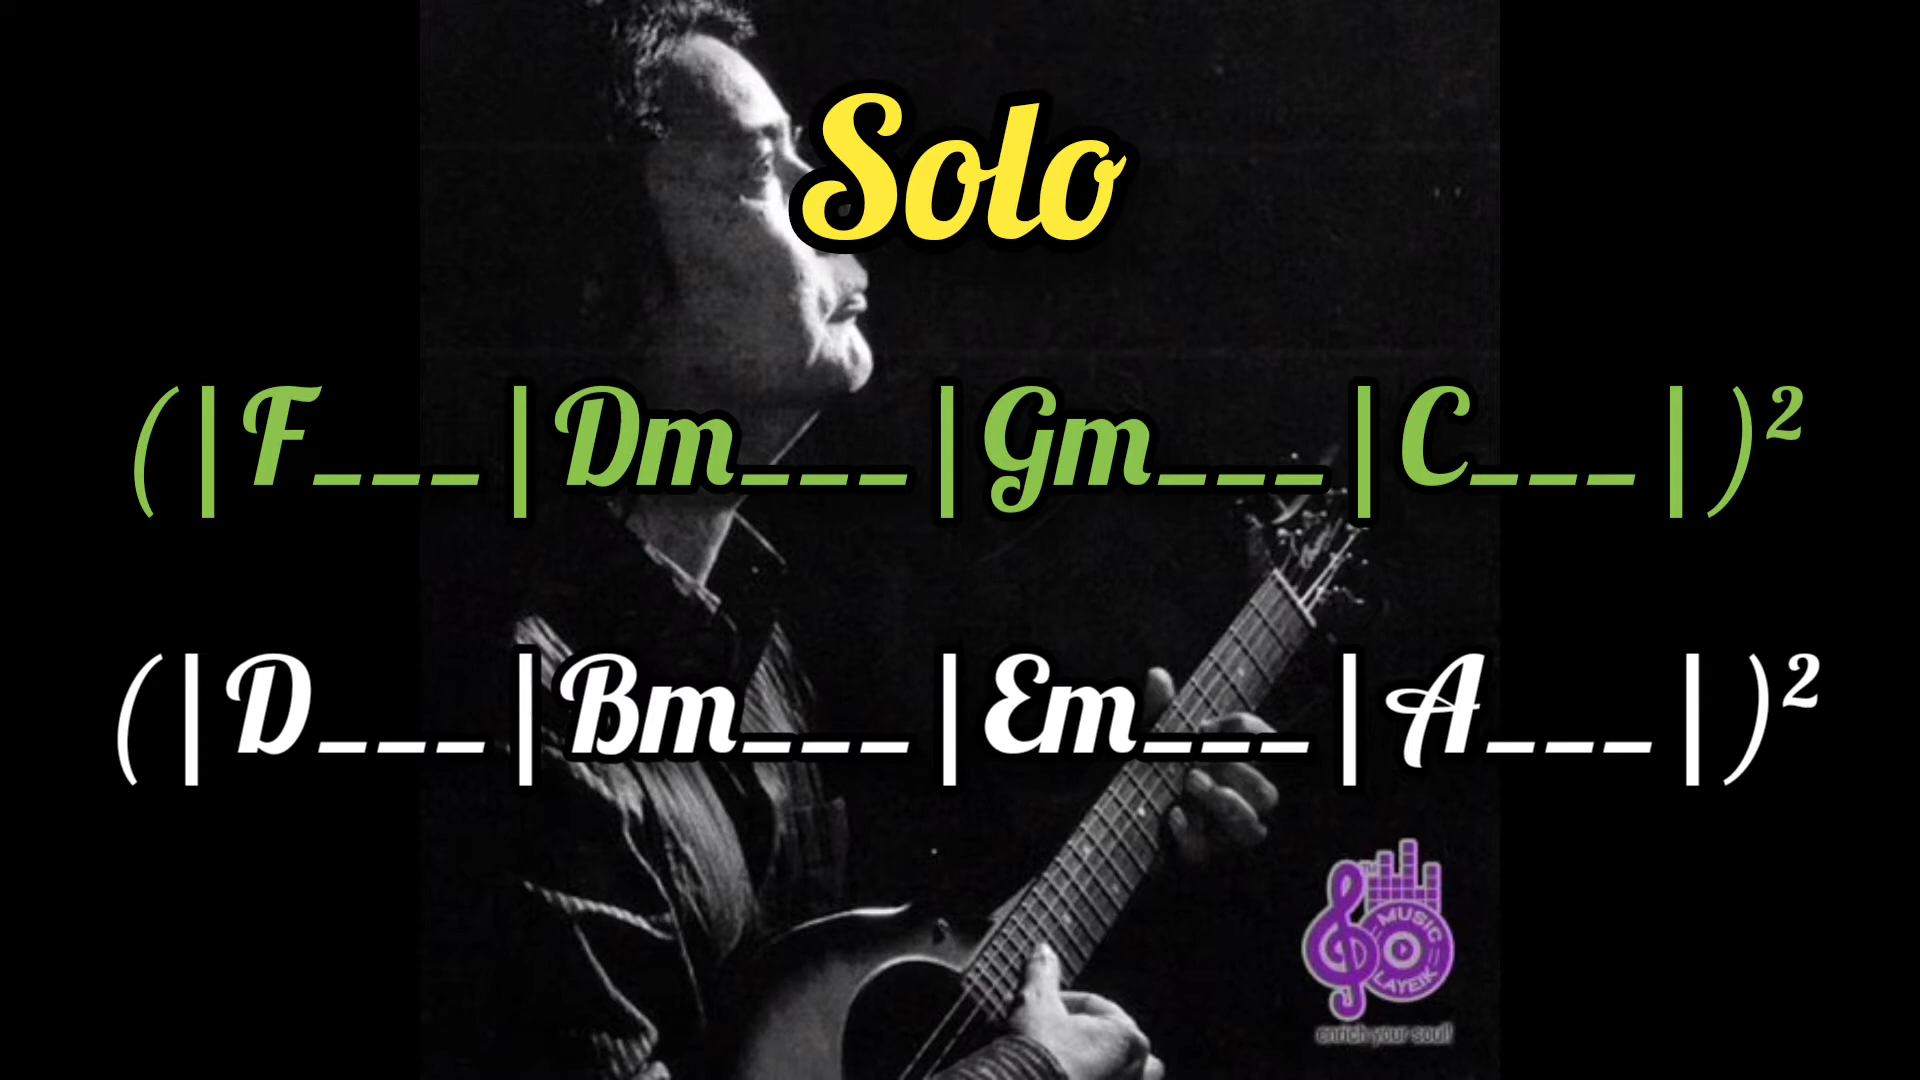 Solo
(|F___|Dm___|Gm___|C___|)²
(|D___|Bm___|Em___|A___|)²
MUSIC
LAYEIK
enrich your soul!